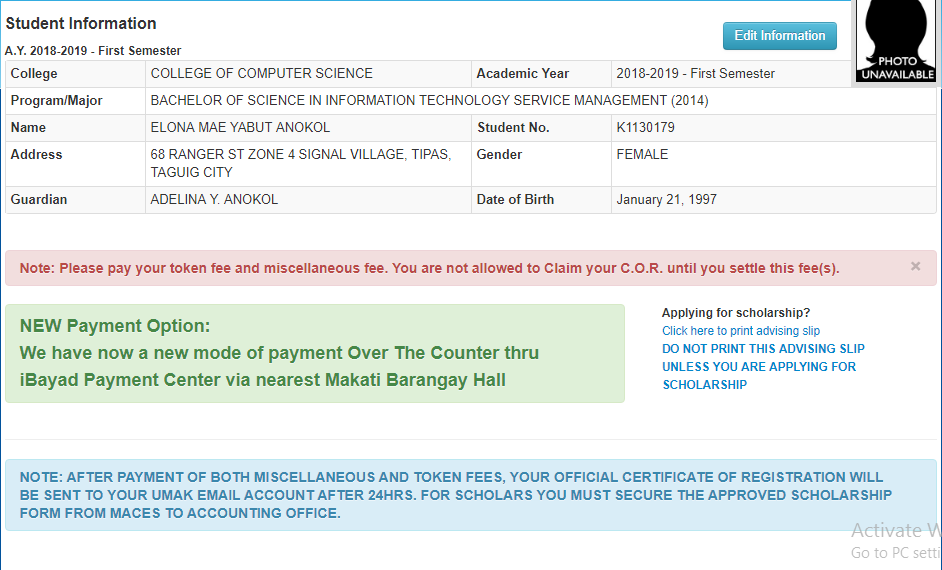 Student Information
Edit Information
PHOTO
UNAVAILABLE
A.Y. 2018-2019 - First Semester
College COLLEGE OF COMPUTER SCIENCE Academic Year 2018-2019 - First Semester
Program/Major BACHELOR OF SCIENCE IN INFORMATION TECHNOLOGY SERVICE MANAGEMENT (2014)
Name ELONA MAE YABUT ANOKOL Student No. K1130179
Address 68 RANGER ST ZONE 4 SIGNAL VILLAGE, TIPAS, Gender FEMALE
TAGUIG CITY
Guardian ADELINA Y. ANOKOL Date of Birth January 21, 1997
Note: Please pay your token fee and miscellaneous fee. You are not allowed to Claim your C.O.R. until you settle this fee(s). ×
NEW Payment Option:
We have now a new mode of payment Over The Counter thru
iBayad Payment Center via nearest Makati Barangay Hall
Applying for scholarship?
Click here to print advising slip
DO NOT PRINT THIS ADVISING SLIP
UNLESS YOU ARE APPLYING FOR
SCHOLARSHIP
NOTE: AFTER PAYMENT OF BOTH MISCELLANEOUS AND TOKEN FEES, YOUR OFFICIAL CERTIFICATE OF REGISTRATION WILL
BE SENT TO YOUR UMAK EMAIL ACCOUNT AFTER 24HRS. FOR SCHOLARS YOU MUST SECURE THE APPROVED SCHOLARSHIP
FORM FROM MACES TO ACCOUNTING OFFICE.
Activate W
Go to PC setti